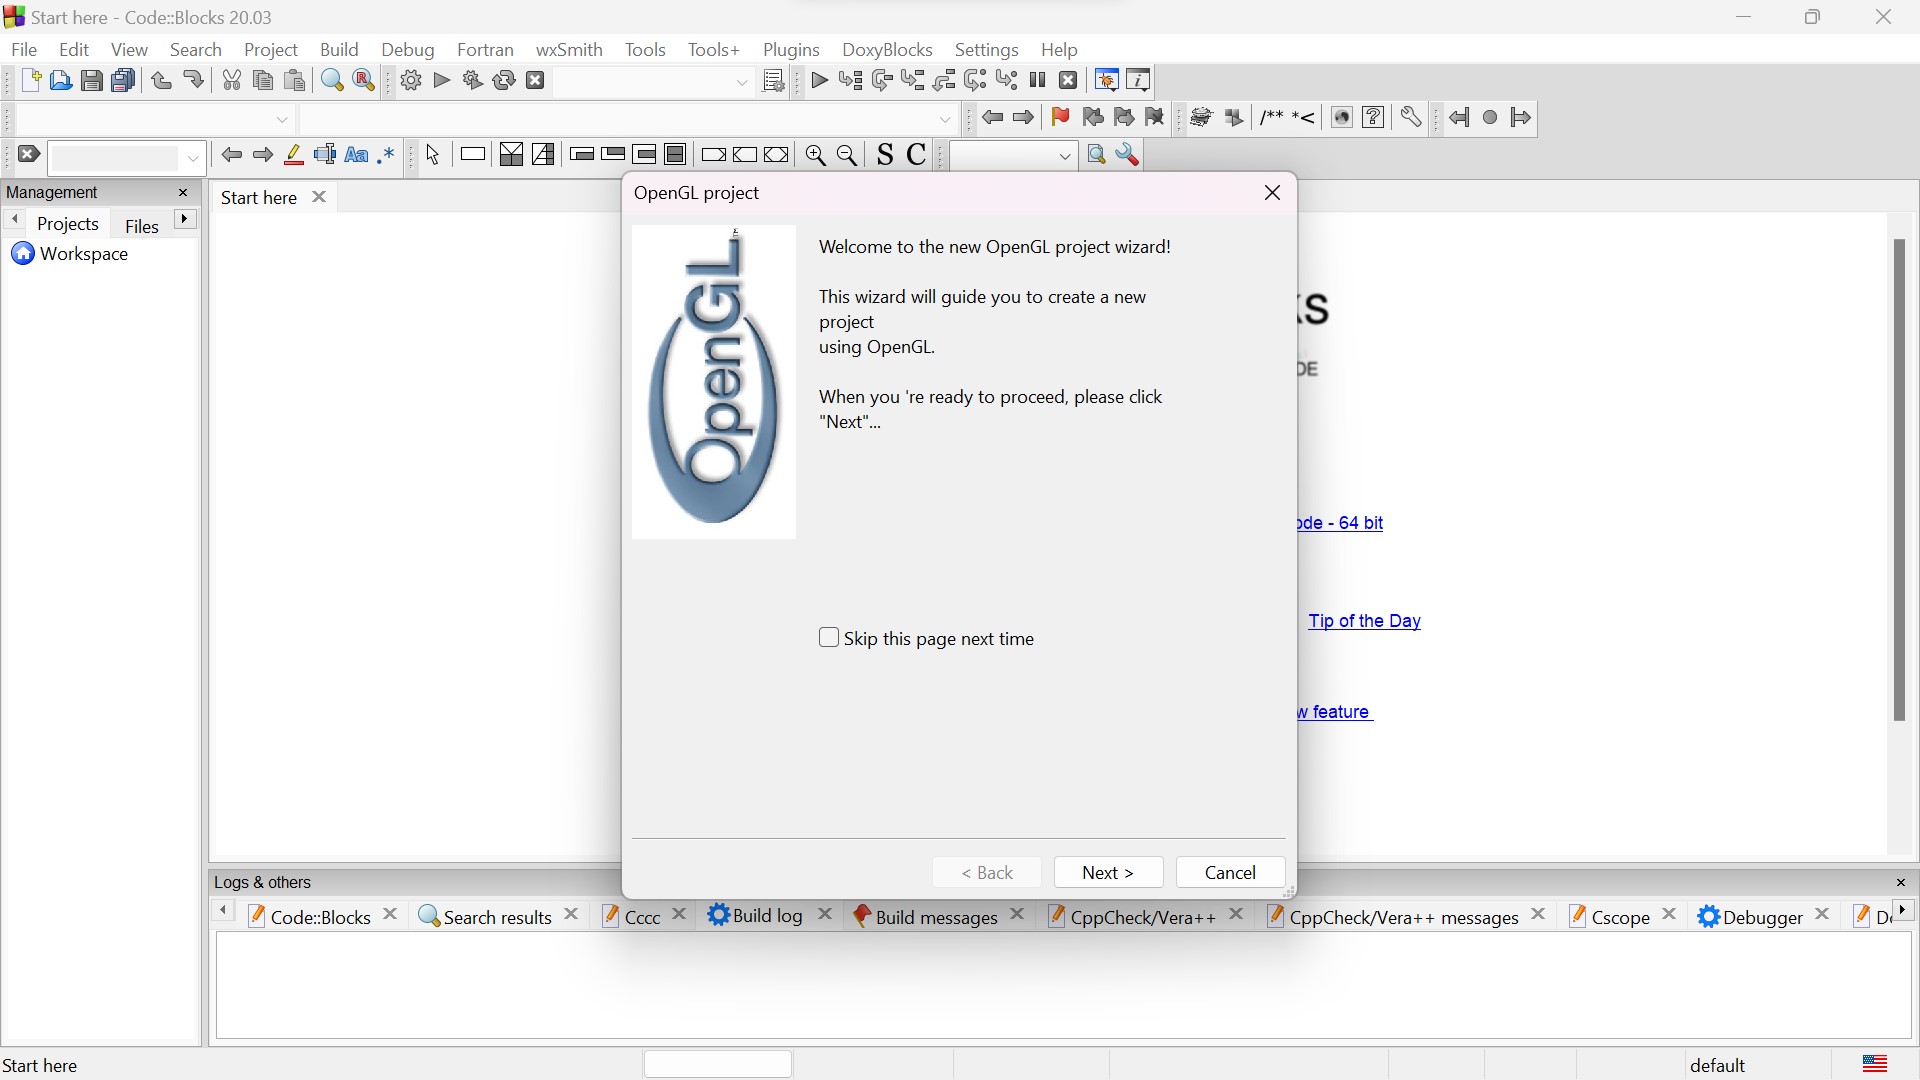 Start here - Code::Blocks 20.03
File Edit View Search Project Build Debug Fortran wxSmith Tools Tools+ Plugins DoxyBlocks Settings Help
/** *<
Aa .* S C
Management
Start here
OpenGL project
Projects Files
Workspace
OpenGL
Welcome to the new OpenGL project wizard!
This wizard will guide you to create a new
project
using OpenGL.
When you 're ready to proceed, please click
"Next"...
DE
ode - 64 bit
Tip of the Day
Skip this page next time
w feature
< Back Next > Cancel
Logs & others
Code::Blocks Search results Cccc Build log Build messages CppCheck/Vera++ CppCheck/Vera++ messages Cscope Debugger
Start here default